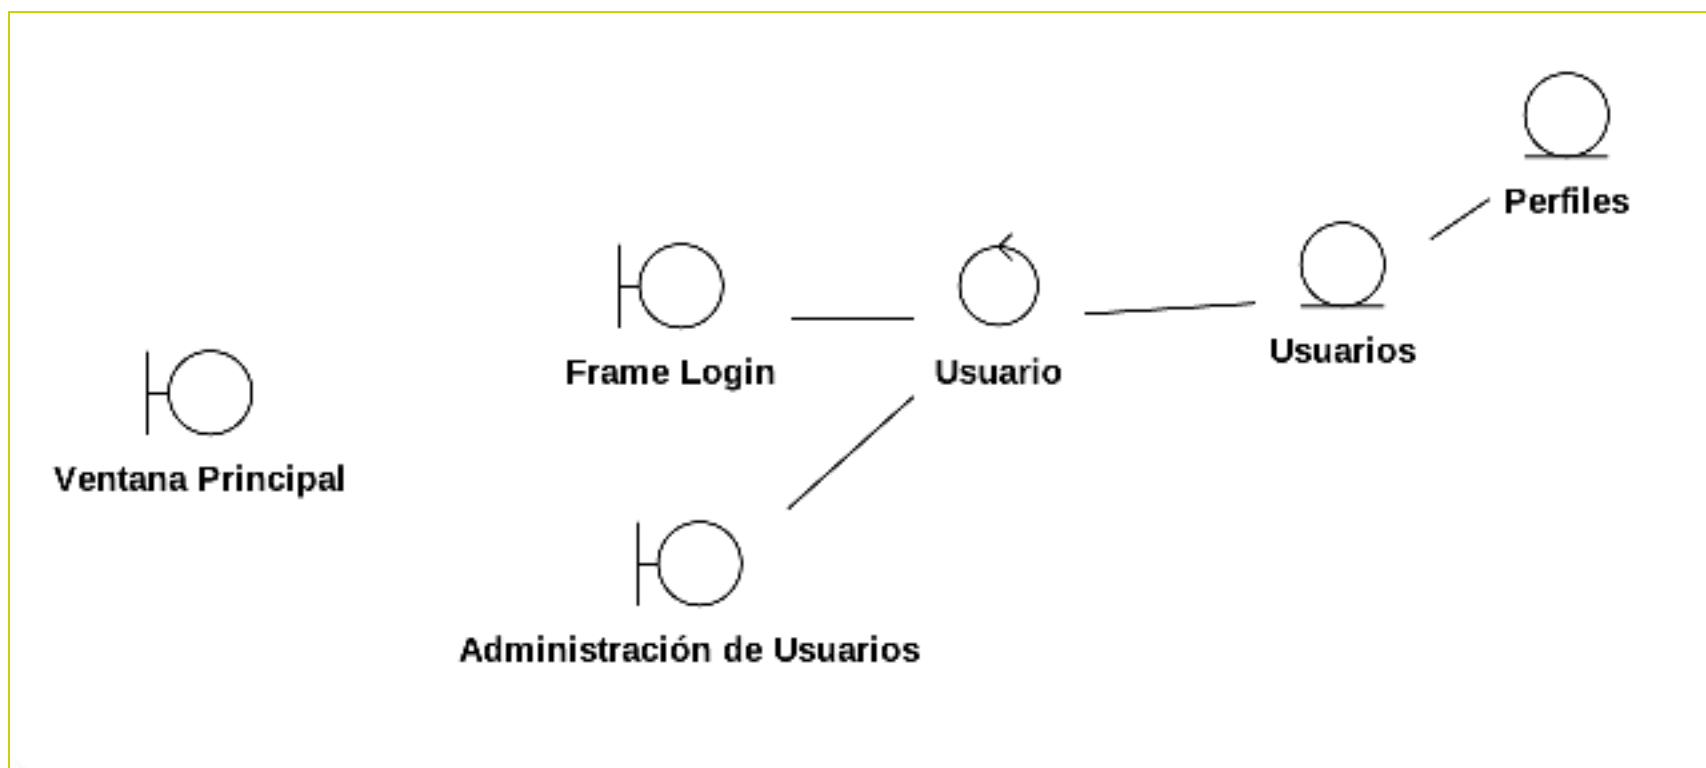 Perfiles
Usuarios
Frame Login
Usuario
Ventana Principal
Administración de Usuarios